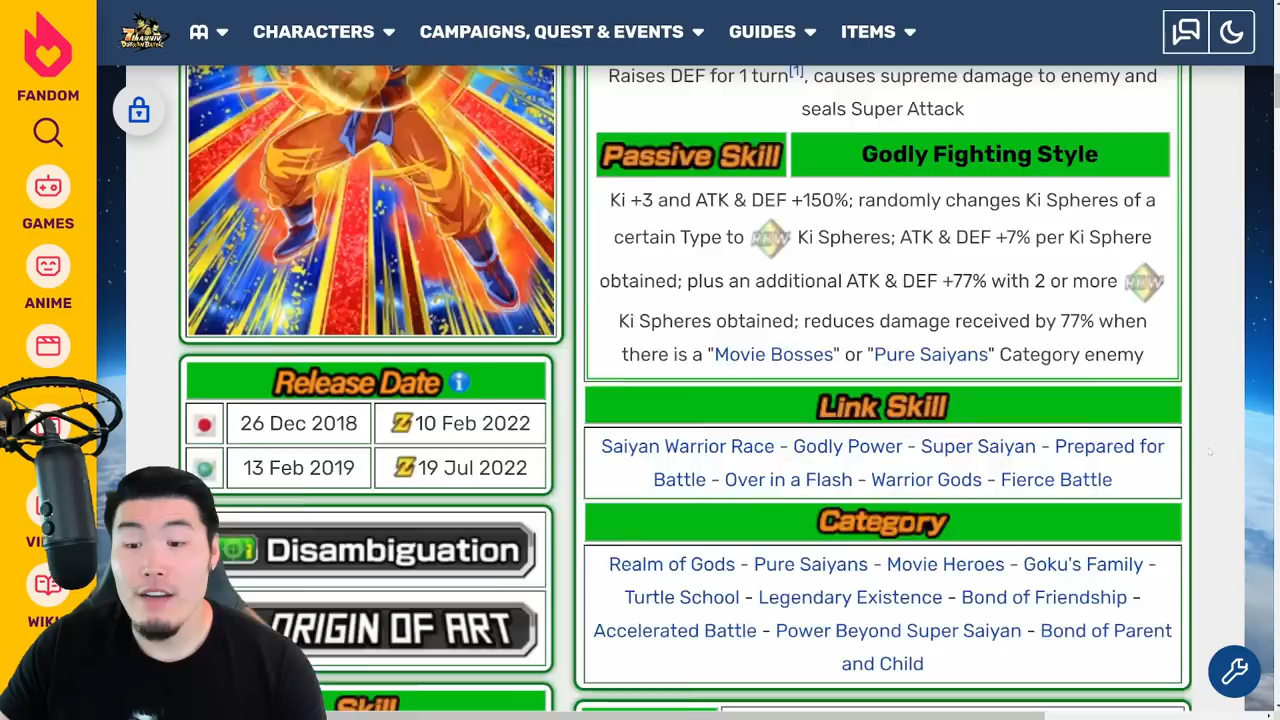 CHARACTERS
CAMPAIGNS, QUEST & EVENTS
GUIDES
ITEMS
FANDOM
GAMES
ANIME
Raises DEF for 1 turn[1], causes supreme damage to enemy and
seals Super Attack
Passive Skill
Godly Fighting Style
Ki +3 and ATK & DEF +150%; randomly changes Ki Spheres of a
certain Type to Ki Spheres; ATK & DEF +7% per Ki Sphere
obtained; plus an additional ATK & DEF +77% with 2 or more
Ki Spheres obtained; reduces damage received by 77% when
there is a "Movie Bosses" or "Pure Saiyans" Category enemy
Release Date
26 Dec 2018
Z 10 Feb 2022
13 Feb 2019
Z 19 Jul 2022
Disambiguation
ORIGIN OF ART
Skill
Link Skill
Saiyan Warrior Race - Godly Power - Super Saiyan - Prepared for
Battle - Over in a Flash - Warrior Gods - Fierce Battle
Category
Realm of Gods - Pure Saiyans - Movie Heroes - Goku's Family -
Turtle School - Legendary Existence - Bond of Friendship -
Accelerated Battle - Power Beyond Super Saiyan - Bond of Parent
and Child